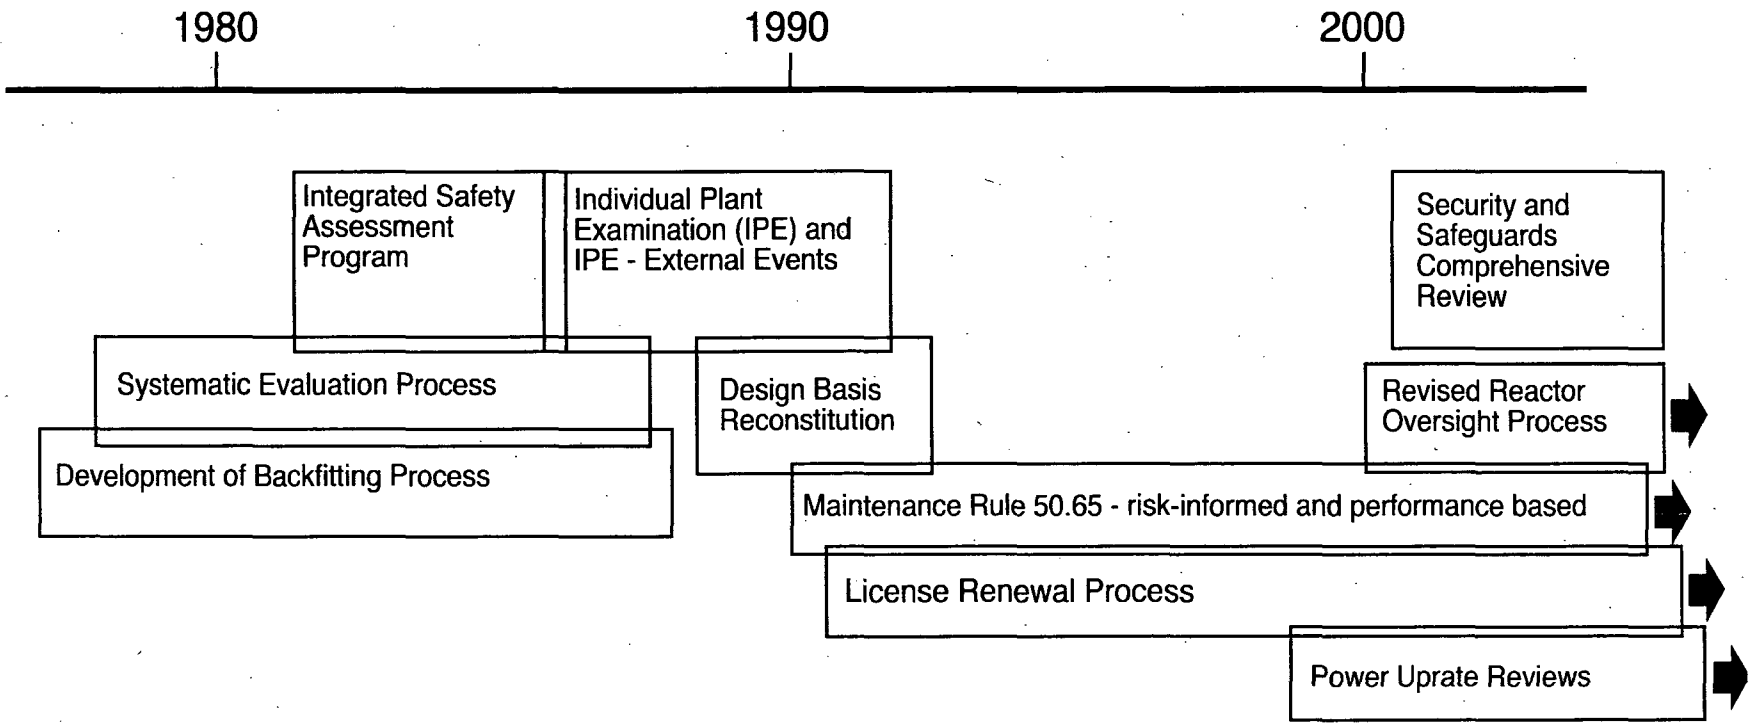 1980
1990
2000
Integrated Safety
Assessment
Program
Individual Plant
Examination (IPE) and
IPE - External Events
Security and
Safeguards
Comprehensive
Review
Systematic Evaluation Process
Design Basis
Reconstitution
Revised Reactor
Oversight Process
Development of Backfitting Process
Maintenance Rule 50.65 - risk-informed and performance based
License Renewal Process
Power Uprate Reviews